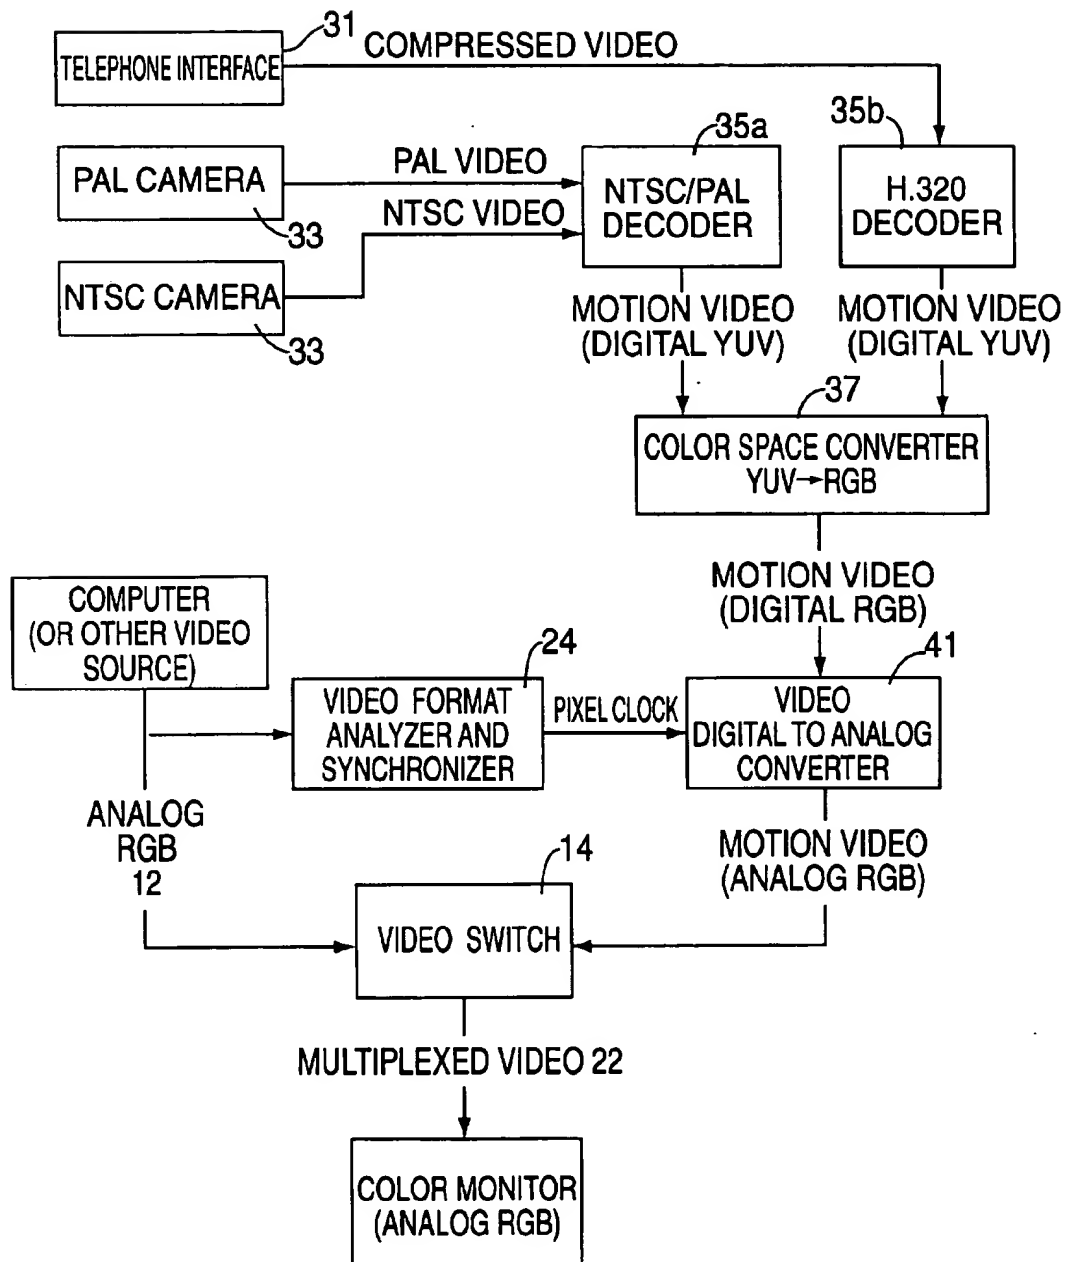 31
TELEPHONE INTERFACE
COMPRESSED VIDEO
35a
35b
PAL CAMERA
33
PAL VIDEO
NTSC VIDEO
NTSC/PAL
DECODER
H.320
DECODER
NTSC CAMERA
33
MOTION VIDEO
(DIGITAL YUV)
MOTION VIDEO
(DIGITAL YUV)
37
COLOR SPACE CONVERTER
YUV→RGB
MOTION VIDEO
(DIGITAL RGB)
COMPUTER
(OR OTHER VIDEO
SOURCE)
24
VIDEO FORMAT
ANALYZER AND
SYNCHRONIZER
PIXEL CLOCK
41
VIDEO
DIGITAL TO ANALOG
CONVERTER
ANALOG
RGB
12
MOTION VIDEO
(ANALOG RGB)
14
VIDEO SWITCH
MULTIPLEXED VIDEO 22
COLOR MONITOR
(ANALOG RGB)